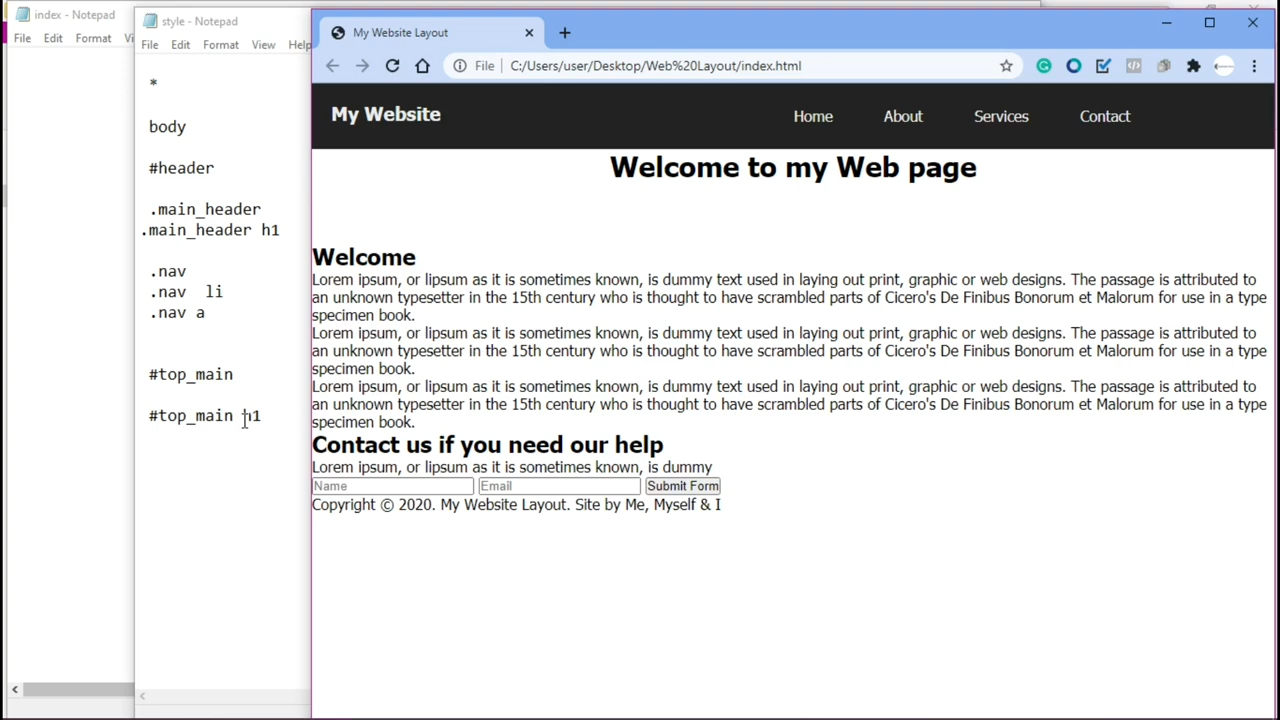 index - Notepad
File Edit Format
style - Notepad
File Edit Format View Help
*
body
#header
.main_header
.main_header h1
.nav
.nav  li
.nav a
#top_main
#top_main h1
My Website Layout
File C:/Users/user/Desktop/Web%20Layout/index.html
My Website
Home About Services Contact
Welcome to my Web page
Welcome
Lorem ipsum, or lipsum as it is sometimes known, is dummy text used in laying out print, graphic or web designs. The passage is attributed to
an unknown typesetter in the 15th century who is thought to have scrambled parts of Cicero's De Finibus Bonorum et Malorum for use in a type
specimen book.
Lorem ipsum, or lipsum as it is sometimes known, is dummy text used in laying out print, graphic or web designs. The passage is attributed to
an unknown typesetter in the 15th century who is thought to have scrambled parts of Cicero's De Finibus Bonorum et Malorum for use in a type
specimen book.
Lorem ipsum, or lipsum as it is sometimes known, is dummy text used in laying out print, graphic or web designs. The passage is attributed to
an unknown typesetter in the 15th century who is thought to have scrambled parts of Cicero's De Finibus Bonorum et Malorum for use in a type
specimen book.
Contact us if you need our help
Lorem ipsum, or lipsum as it is sometimes known, is dummy
Name Email Submit Form
Copyright © 2020. My Website Layout. Site by Me, Myself & I